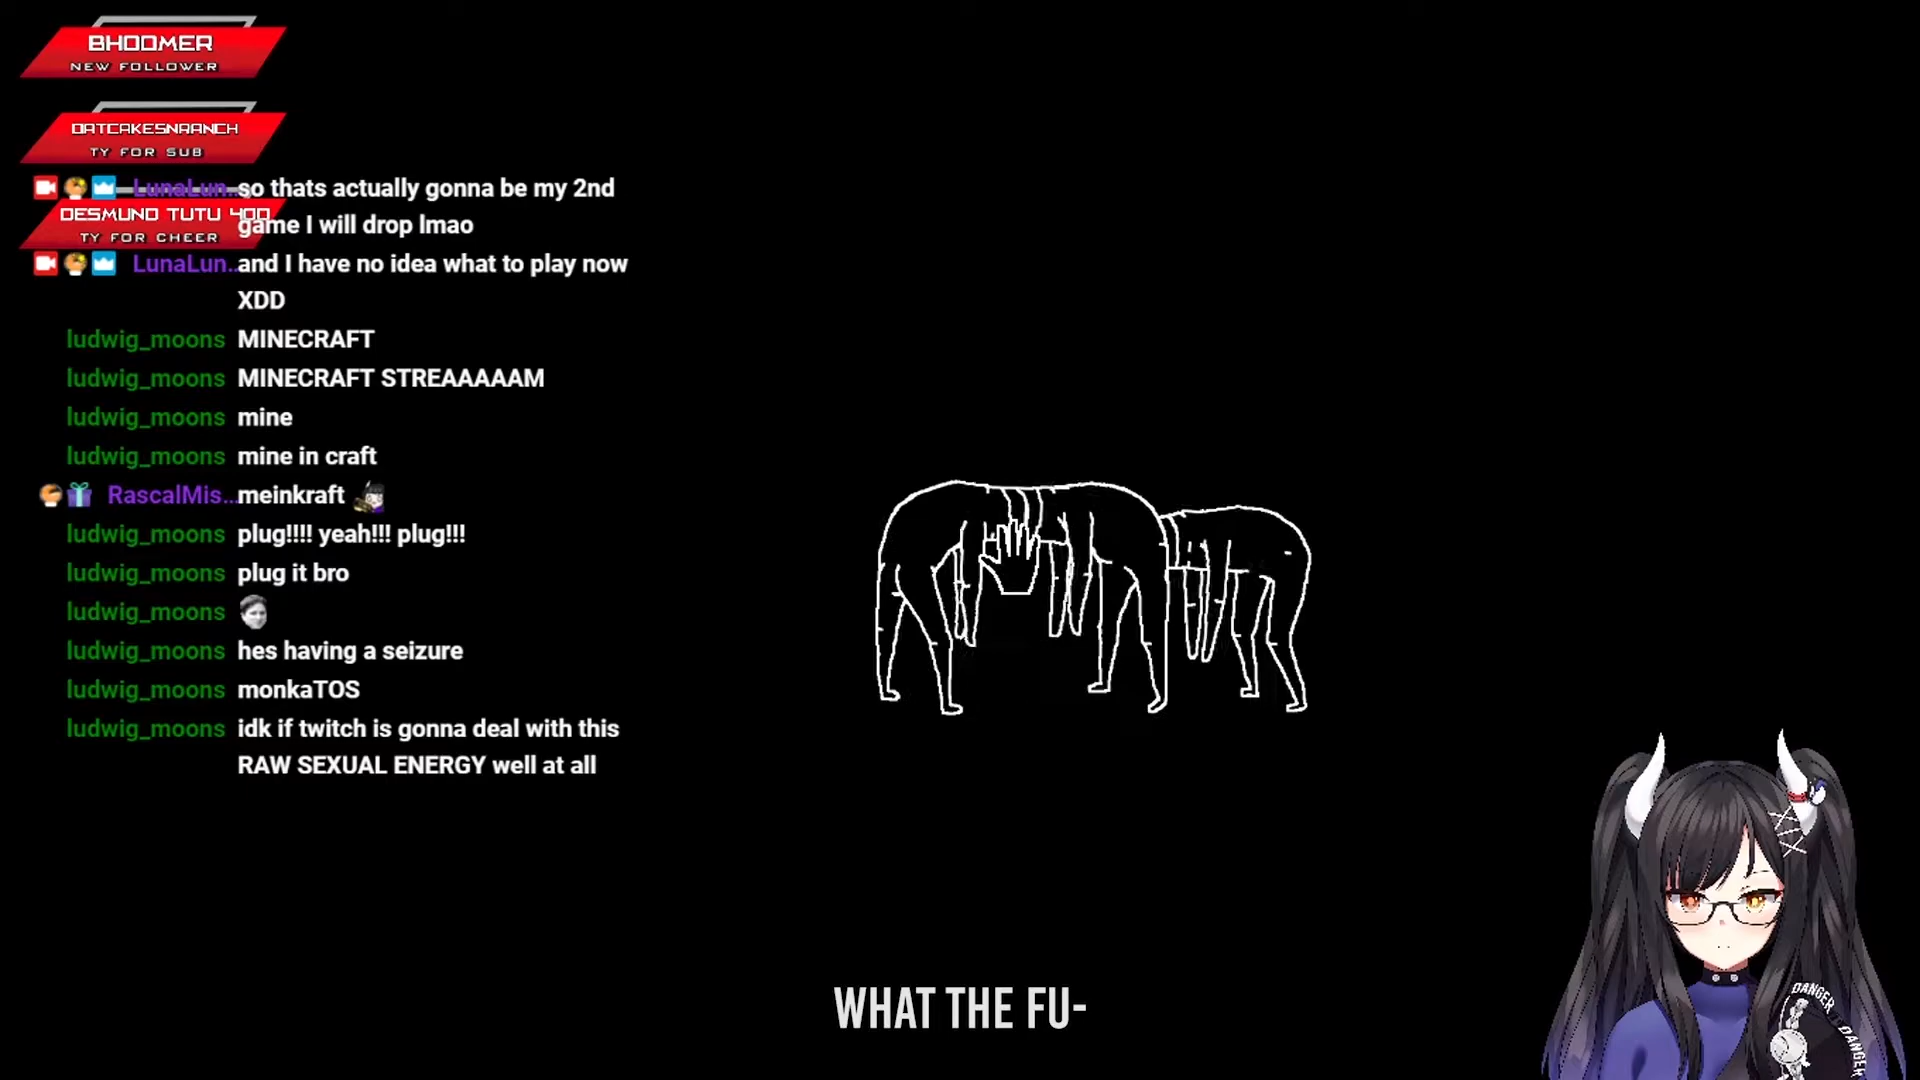 BHOOMER
NEW FOLLOWER
OATCAKESNRANCH
TY FOR SUB
LunaLun.. so thats actually gonna be my 2nd
DESMUND TUTU 400
game I will drop lmao
TY FOR CHEER
LunaLun.. and I have no idea what to play now
XDD
ludwig_moons MINECRAFT
ludwig_moons MINECRAFT STREAAAAAM
ludwig_moons mine
ludwig_moons mine in craft
RascalMis... meinkraft
ludwig_moons plug!!!! yeah!!! plug!!!
ludwig_moons plug it bro
ludwig_moons
ludwig_moons hes having a seizure
ludwig_moons monkaTOS
ludwig_moons idk if twitch is gonna deal with this
RAW SEXUAL ENERGY well at all
WHAT THE FU-
DANGER
DANGER